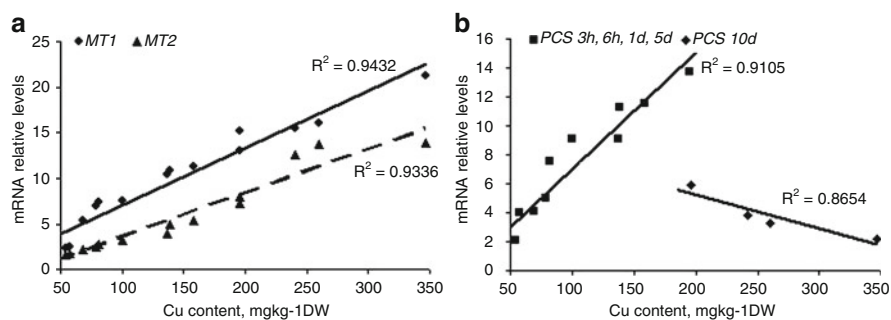 a
MT1 MT2
25
20
15
10
5
0
mRNA relative levels
R² = 0.9432
R² = 0.9336
50 100 150 200 250 300 350
Cu content, mgkg-1DW
b
PCS 3h, 6h, 1d, 5d PCS 10d
16
14
12
10
8
6
4
2
0
mRNA relative levels
R² = 0.9105
R² = 0.8654
50 100 150 200 250 300 350
Cu content, mgkg-1DW